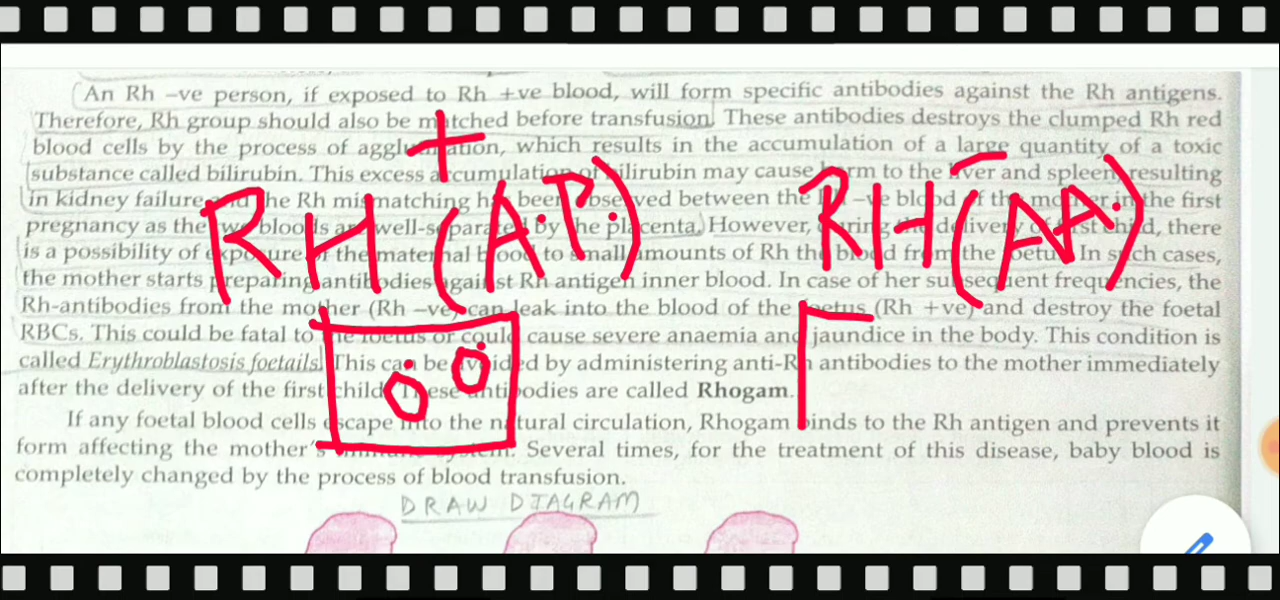 An Rh –ve person, if exposed to Rh +ve blood, will form specific antibodies against the Rh antigens.
Therefore, Rh group should also be matched before transfusion. These antibodies destroys the clumped Rh red
blood cells by the process of agglutination, which results in the accumulation of a large quantity of a toxic
substance called bilirubin. This excess accumulation of bilirubin may cause harm to the liver and spleen resulting
in kidney failure. The Rh mismatching has been observed between the Rh –ve blood of the mother in the first
pregnancy as the two bloods are well-separated by the placenta. However, during the delivery of first child, there
is a possibility of exposure of the maternal blood to small amounts of Rh the blood from the foetus. In such cases,
the mother starts preparing antibodies against Rh antigen inner blood. In case of her subsequent frequencies, the
Rh-antibodies from the mother (Rh –ve) can leak into the blood of the foetus (Rh +ve) and destroy the foetal
RBCs. This could be fatal to the foetus or could cause severe anaemia and jaundice in the body. This condition is
called Erythroblastosis foetails. This can be avoided by administering anti-Rh antibodies to the mother immediately
after the delivery of the first child. These antibodies are called Rhogam.
If any foetal blood cells escape into the natural circulation, Rhogam binds to the Rh antigen and prevents it
form affecting the mother's immune system. Several times, for the treatment of this disease, baby blood is
completely changed by the process of blood transfusion.
DRAW DIAGRAM
RH+ (A.P.)
RH– (A.A.)